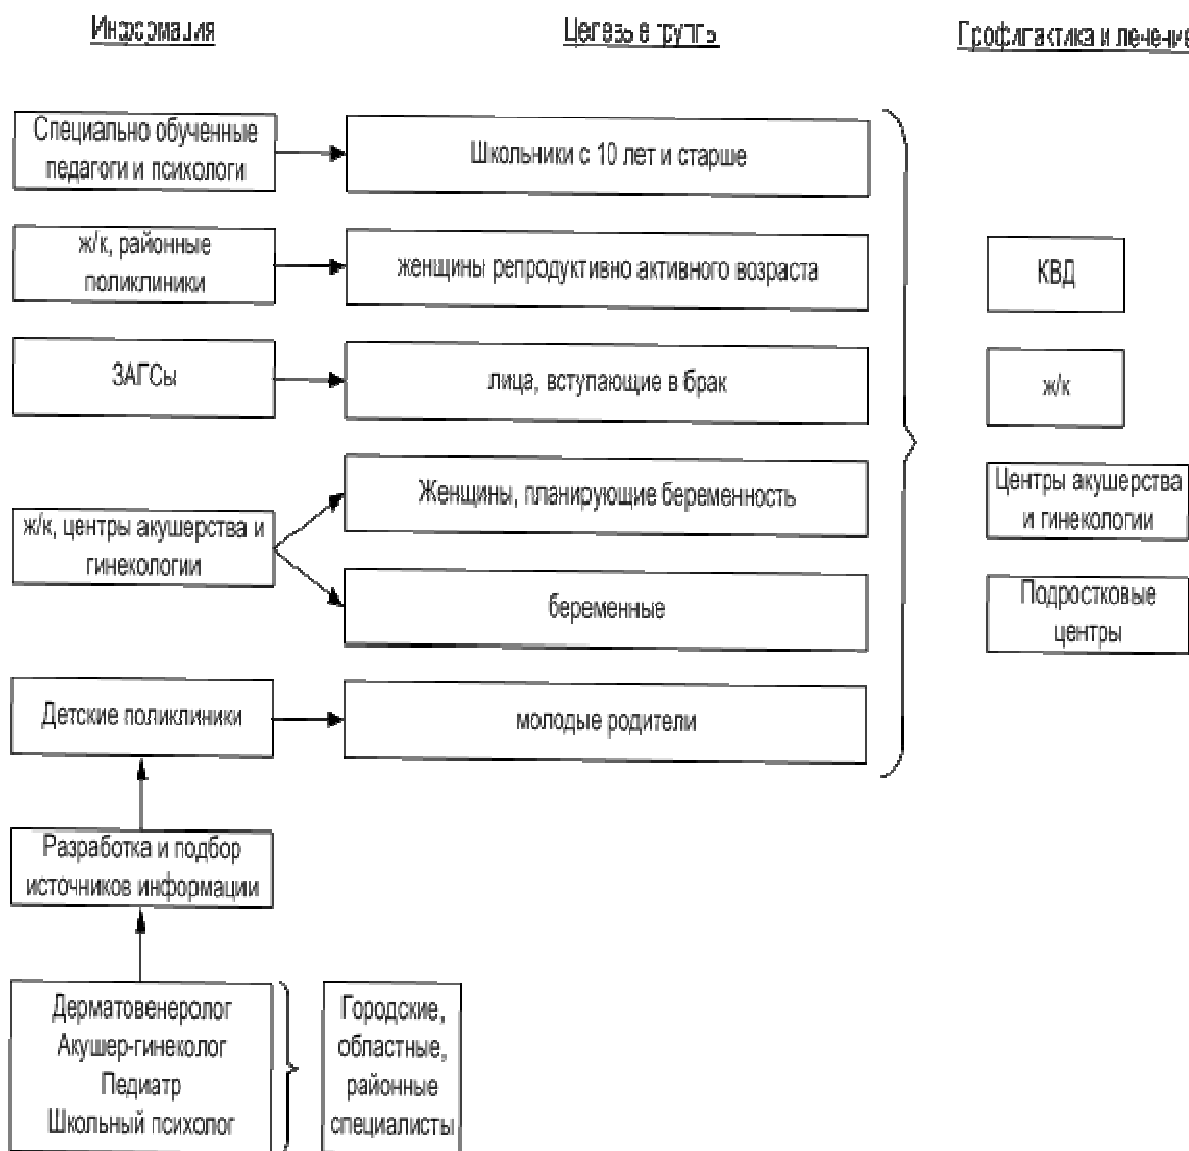 Информация
Целевые группы
Профилактика и лечение
Специально обученные
педагоги и психологи
Школьники с 10 лет и старше
ж/к, районные
поликлиники
женщины репродуктивно активного возраста
КВД
ЗАГСы
лица, вступающие в брак
ж/к
ж/к, центры акушерства и
гинекологии
Женщины, планирующие беременность
беременные
Центры акушерства
и гинекологии
Подростковые
центры
Детские поликлиники
молодые родители
Разработка и подбор
источников информации
Дерматовенеролог
Акушер-гинеколог
Педиатр
Школьный психолог
Городские,
областные,
районные
специалисты